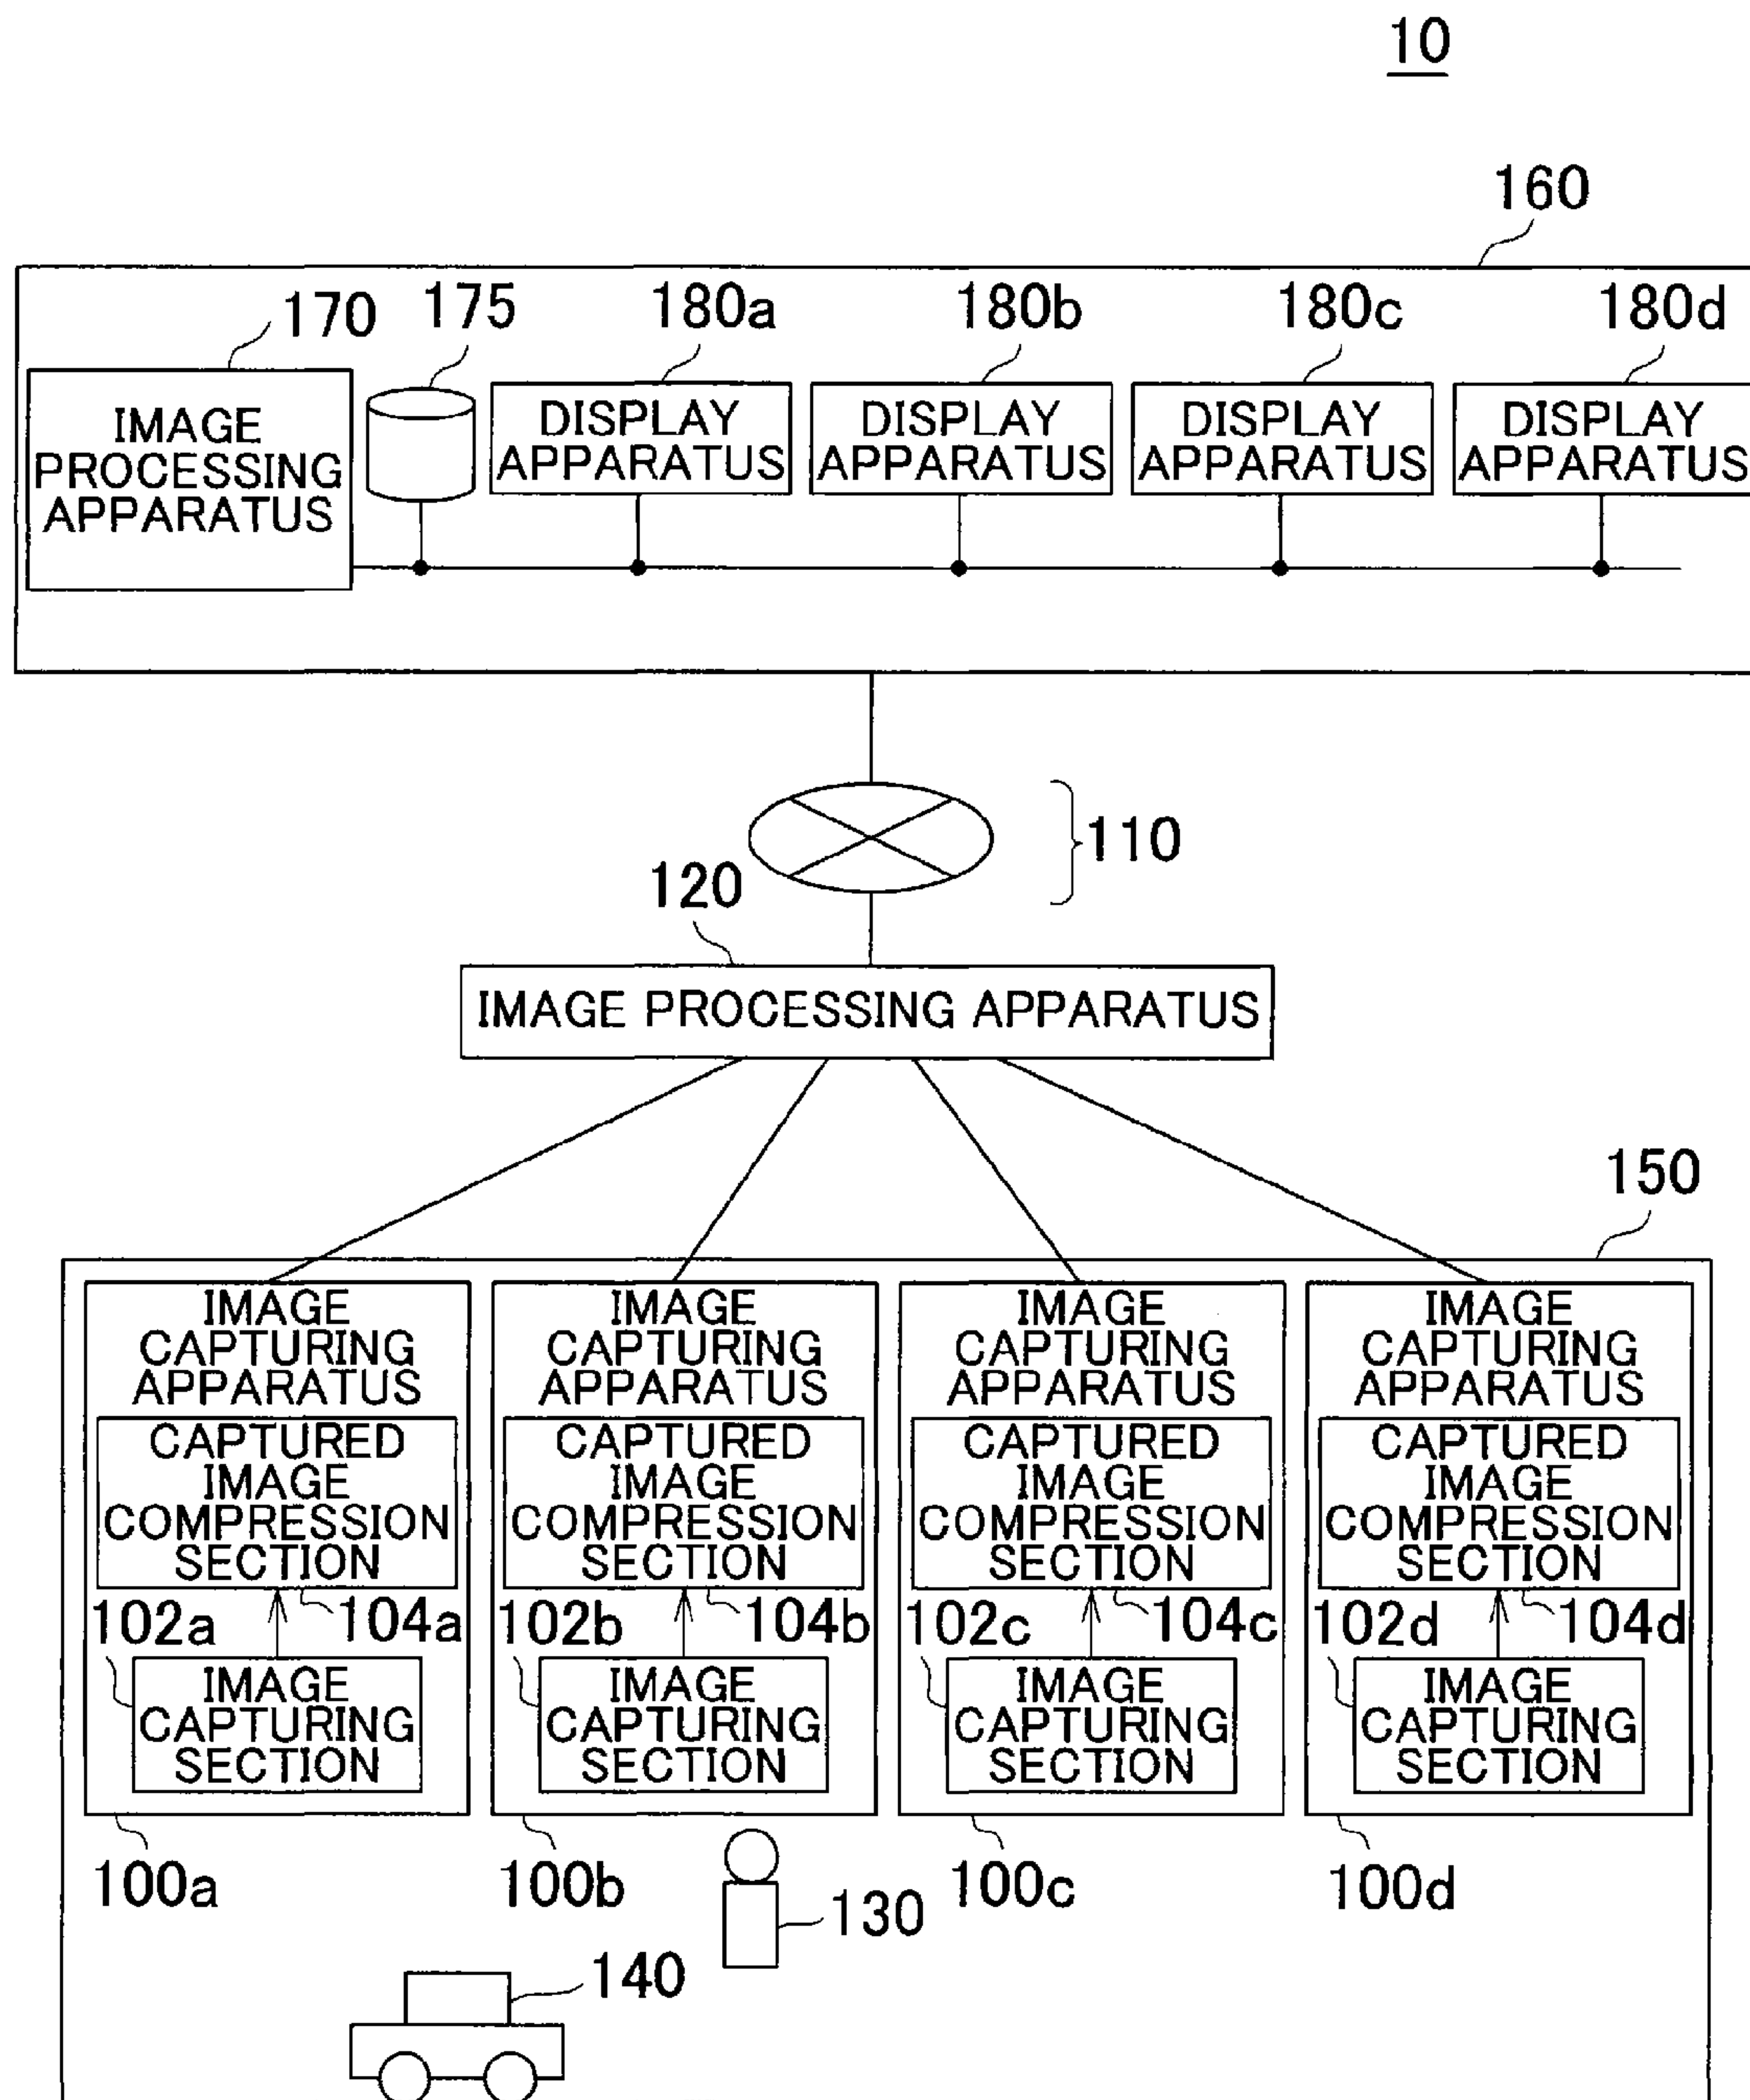 10
160
170
175
180a
180b
180c
180d
IMAGE
PROCESSING
APPARATUS
DISPLAY
APPARATUS
DISPLAY
APPARATUS
DISPLAY
APPARATUS
DISPLAY
APPARATUS
110
120
IMAGE PROCESSING APPARATUS
150
IMAGE
CAPTURING
APPARATUS
CAPTURED
IMAGE
COMPRESSION
SECTION
102a
104a
IMAGE
CAPTURING
SECTION
100a
IMAGE
CAPTURING
APPARATUS
CAPTURED
IMAGE
COMPRESSION
SECTION
102b
104b
IMAGE
CAPTURING
SECTION
100b
IMAGE
CAPTURING
APPARATUS
CAPTURED
IMAGE
COMPRESSION
SECTION
102c
104c
IMAGE
CAPTURING
SECTION
100c
IMAGE
CAPTURING
APPARATUS
CAPTURED
IMAGE
COMPRESSION
SECTION
102d
104d
IMAGE
CAPTURING
SECTION
100d
130
140